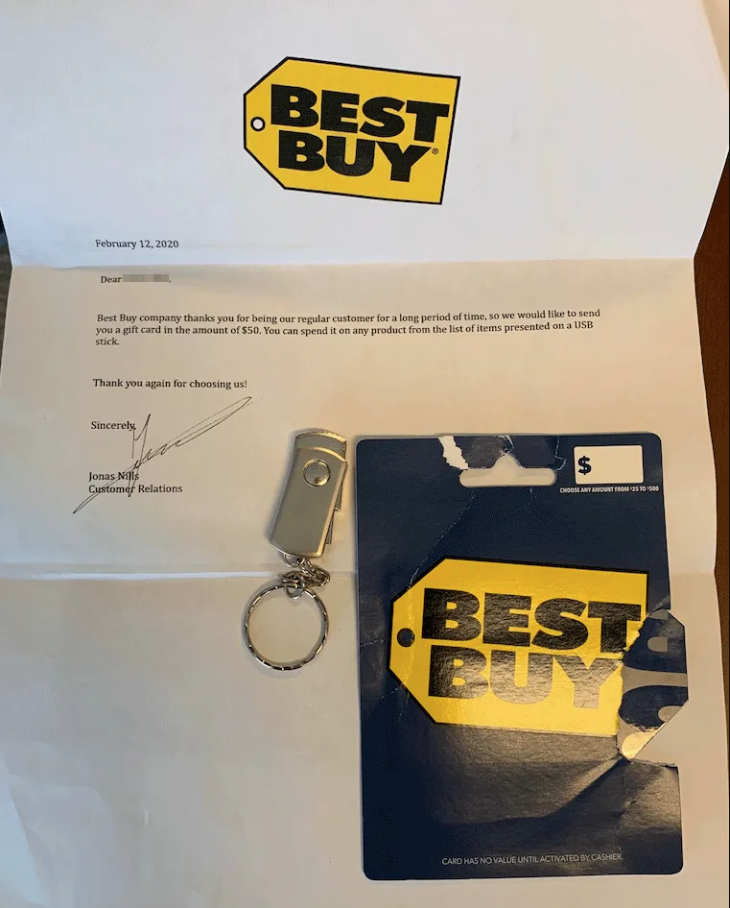 BEST
BUY®
February 12, 2020
Dear
Best Buy company thanks you for being our regular customer for a long period of time, so we would like to send
you a gift card in the amount of $50. You can spend it on any product from the list of items presented on a USB
stick.
Thank you again for choosing us!
Sincerely,
Jonas Nills
Customer Relations
$
CHOOSE ANY AMOUNT FROM $25 TO $500
BEST
BUY
CARD HAS NO VALUE UNTIL ACTIVATED BY CASHIER.